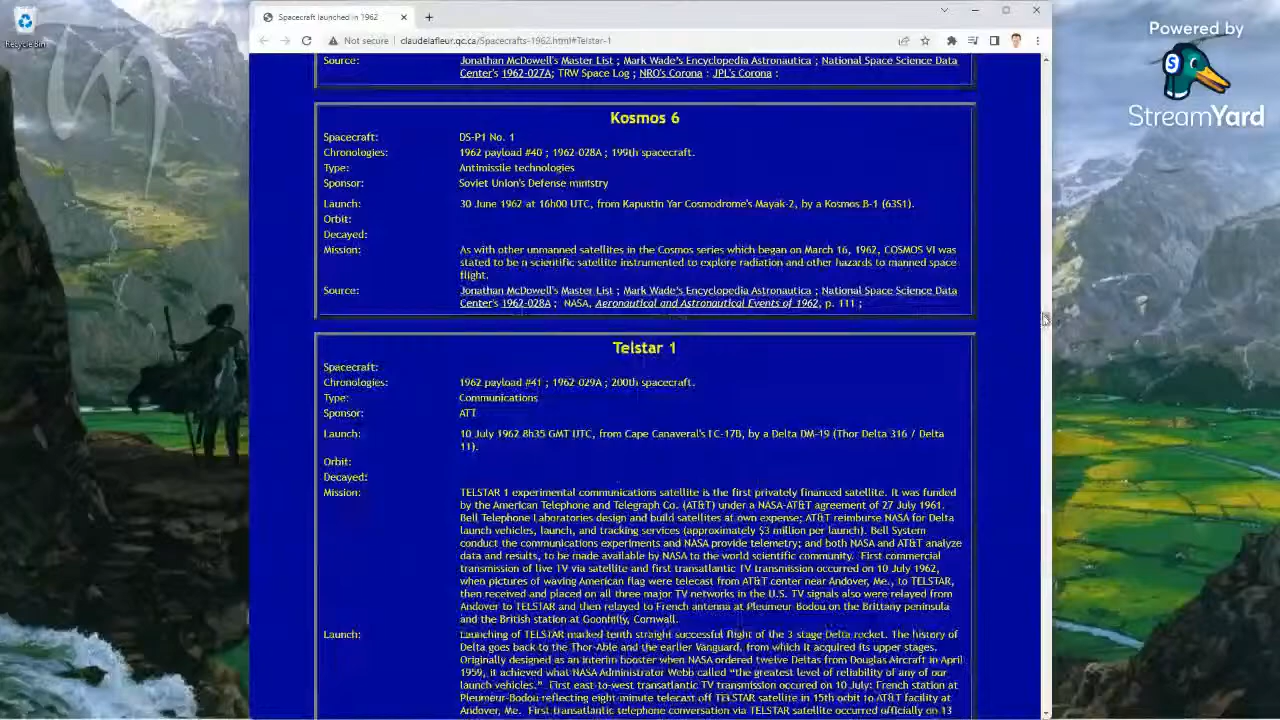 Recycle Bin
Spacecraft launched in 1962
Not secure
claudelafleur.qc.ca/Spacecrafts-1962.html#Telstar-1
Powered by
StreamYard
Source: Jonathan McDowell's Master List ; Mark Wade's Encyclopedia Astronautica ; National Space Science Data
Center's 1962-027A; TRW Space Log ; NRO's Corona : JPL's Corona :
Kosmos 6
Spacecraft: DS-P1 No. 1
Chronologies: 1962 payload #40 ; 1962-028A ; 199th spacecraft.
Type: Antimissile technologies
Sponsor: Soviet Union's Defense ministry
Launch: 30 June 1962 at 16h00 UTC, from Kapustin Yar Cosmodrome's Mayak-2, by a Kosmos B-1 (63S1).
Orbit:
Decayed:
Mission: As with other unmanned satellites in the Cosmos series which began on March 16, 1962, COSMOS VI was
stated to be n scientific satellite instrumented to explore radiation and other hazards to manned space
flight.
Source: Jonathan McDowell's Master List ; Mark Wade's Encyclopedia Astronautica ; National Space Science Data
Center's 1962-028A ; NASA, Aeronautical and Astronautical Events of 1962, p. 111 ;
Telstar 1
Spacecraft:
Chronologies: 1962 payload #41 ; 1962-029A ; 200th spacecraft.
Type: Communications
Sponsor: ATT
Launch: 10 July 1962 8h35 GMT UTC, from Cape Canaveral's LC-17B, by a Delta DM-19 (Thor Delta 316 / Delta
11).
Orbit:
Decayed:
Mission: TELSTAR 1 experimental communications satellite is the first privately financed satellite. It was funded
by the American Telephone and Telegraph Co. (AT&T) under a NASA-AT&T agreement of 27 July 1961.
Bell Telephone Laboratories design and build satellites at own expense; AT&T reimburse NASA for Delta
launch vehicles, launch, and tracking services (approximately $3 million per launch). Bell System
conduct the communications experiments and NASA provide telemetry; and both NASA and AT&T analyze
data and results, to be made available by NASA to the world scientific community. First commercial
transmission of live TV via satellite and first transatlantic TV transmission occurred on 10 July 1962,
when pictures of waving American flag were telecast from AT&T center near Andover, Me., to TELSTAR,
then received and placed on all three major TV networks in the U.S. TV signals also were relayed from
Andover to TELSTAR and then relayed to French antenna at Pleumeur-Bodou on the Brittany peninsula
and the British station at Goonhilly, Cornwall.
Launch: Launching of TELSTAR marked tenth straight successful flight of the 3 stage Delta rocket. The history of
Delta goes back to the Thor-Able and the earlier Vanguard, from which it acquired its upper stages.
Originally designed as an interim booster when NASA ordered twelve Deltas from Douglas Aircraft in April
1959, it achieved what NASA Administrator Webb called "the greatest level of reliability of any of our
launch vehicles." First east-to-west transatlantic TV transmission occured on 10 July: French station at
Pleumeur-Bodou reflecting eight-minute telecast off TELSTAR satellite in 15th orbit to AT&T facility at
Andover, Me. First transatlantic telephone conversation via TELSTAR satellite occurred officially on 13